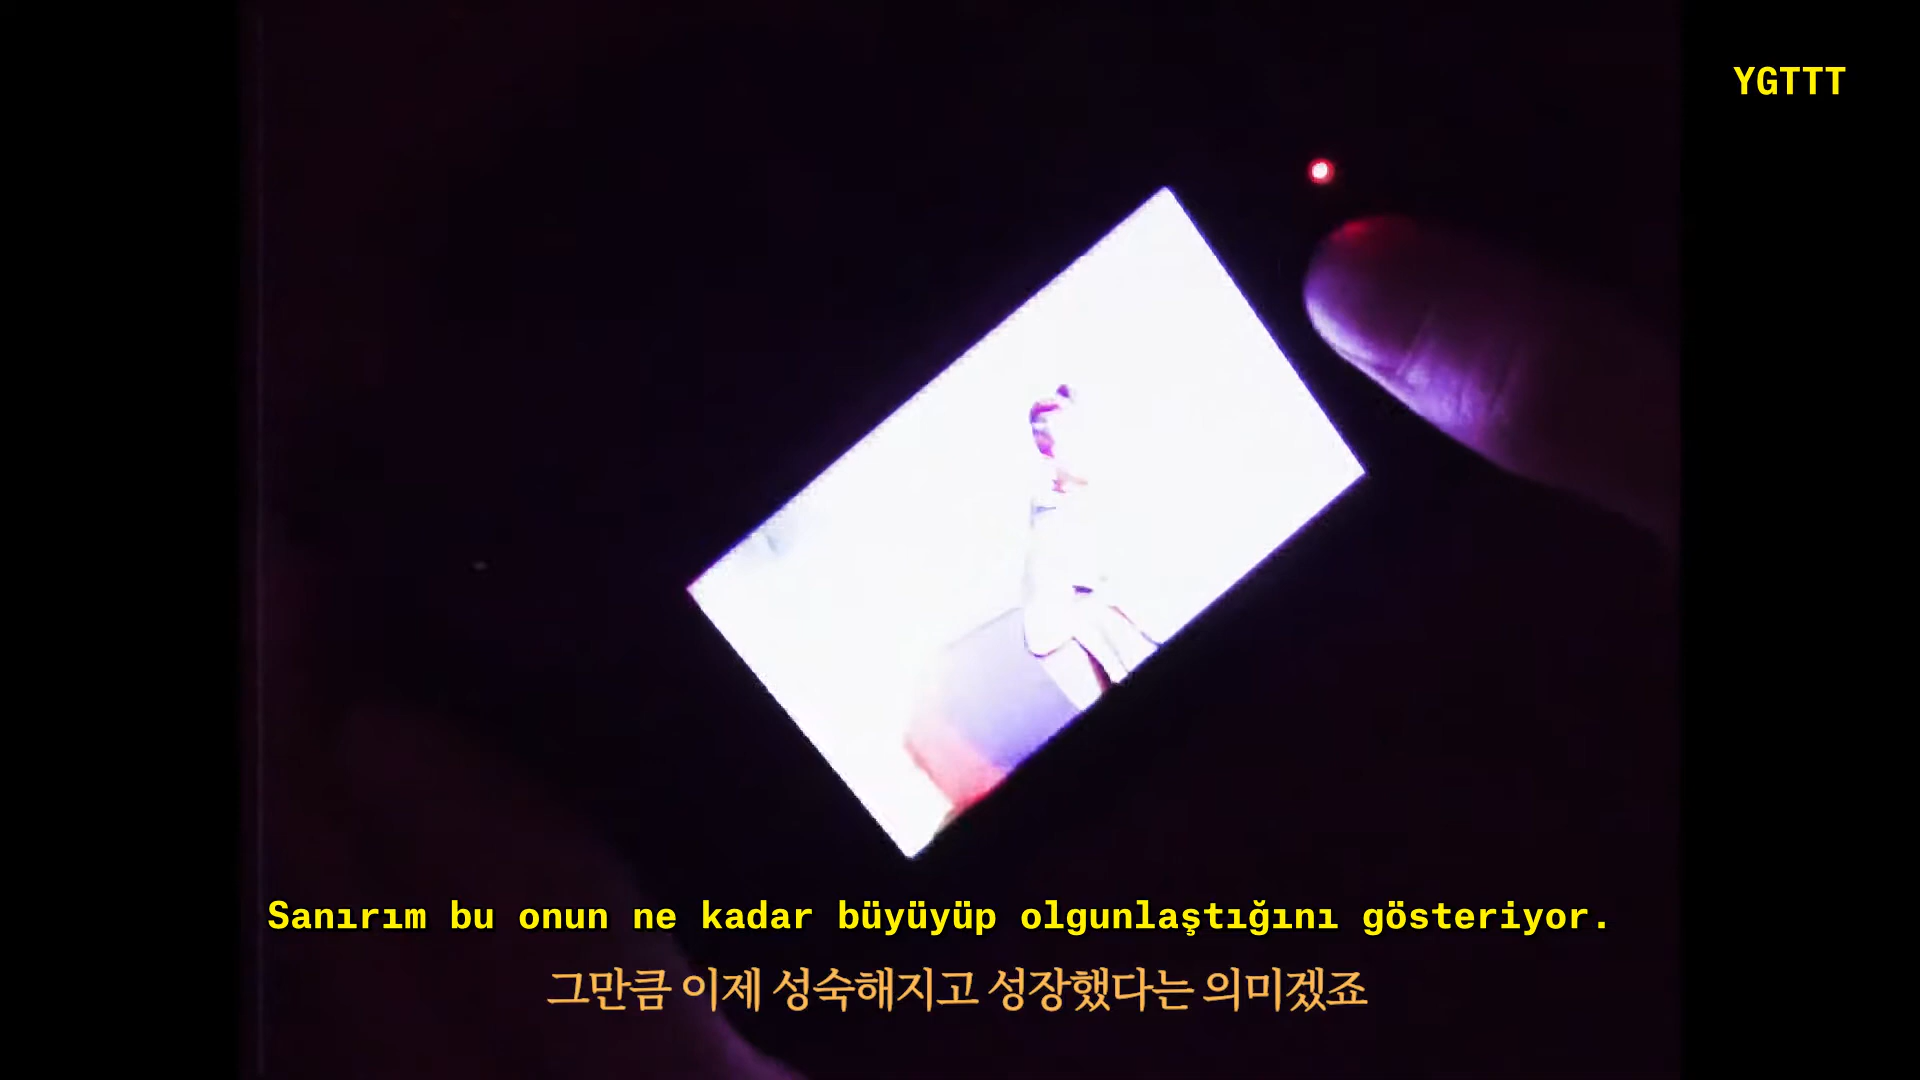 YGTTT
Sanırım bu onun ne kadar büyüyüp olgunlaştığını gösteriyor.
그만큼 이제 성숙해지고 성장했다는 의미겠죠